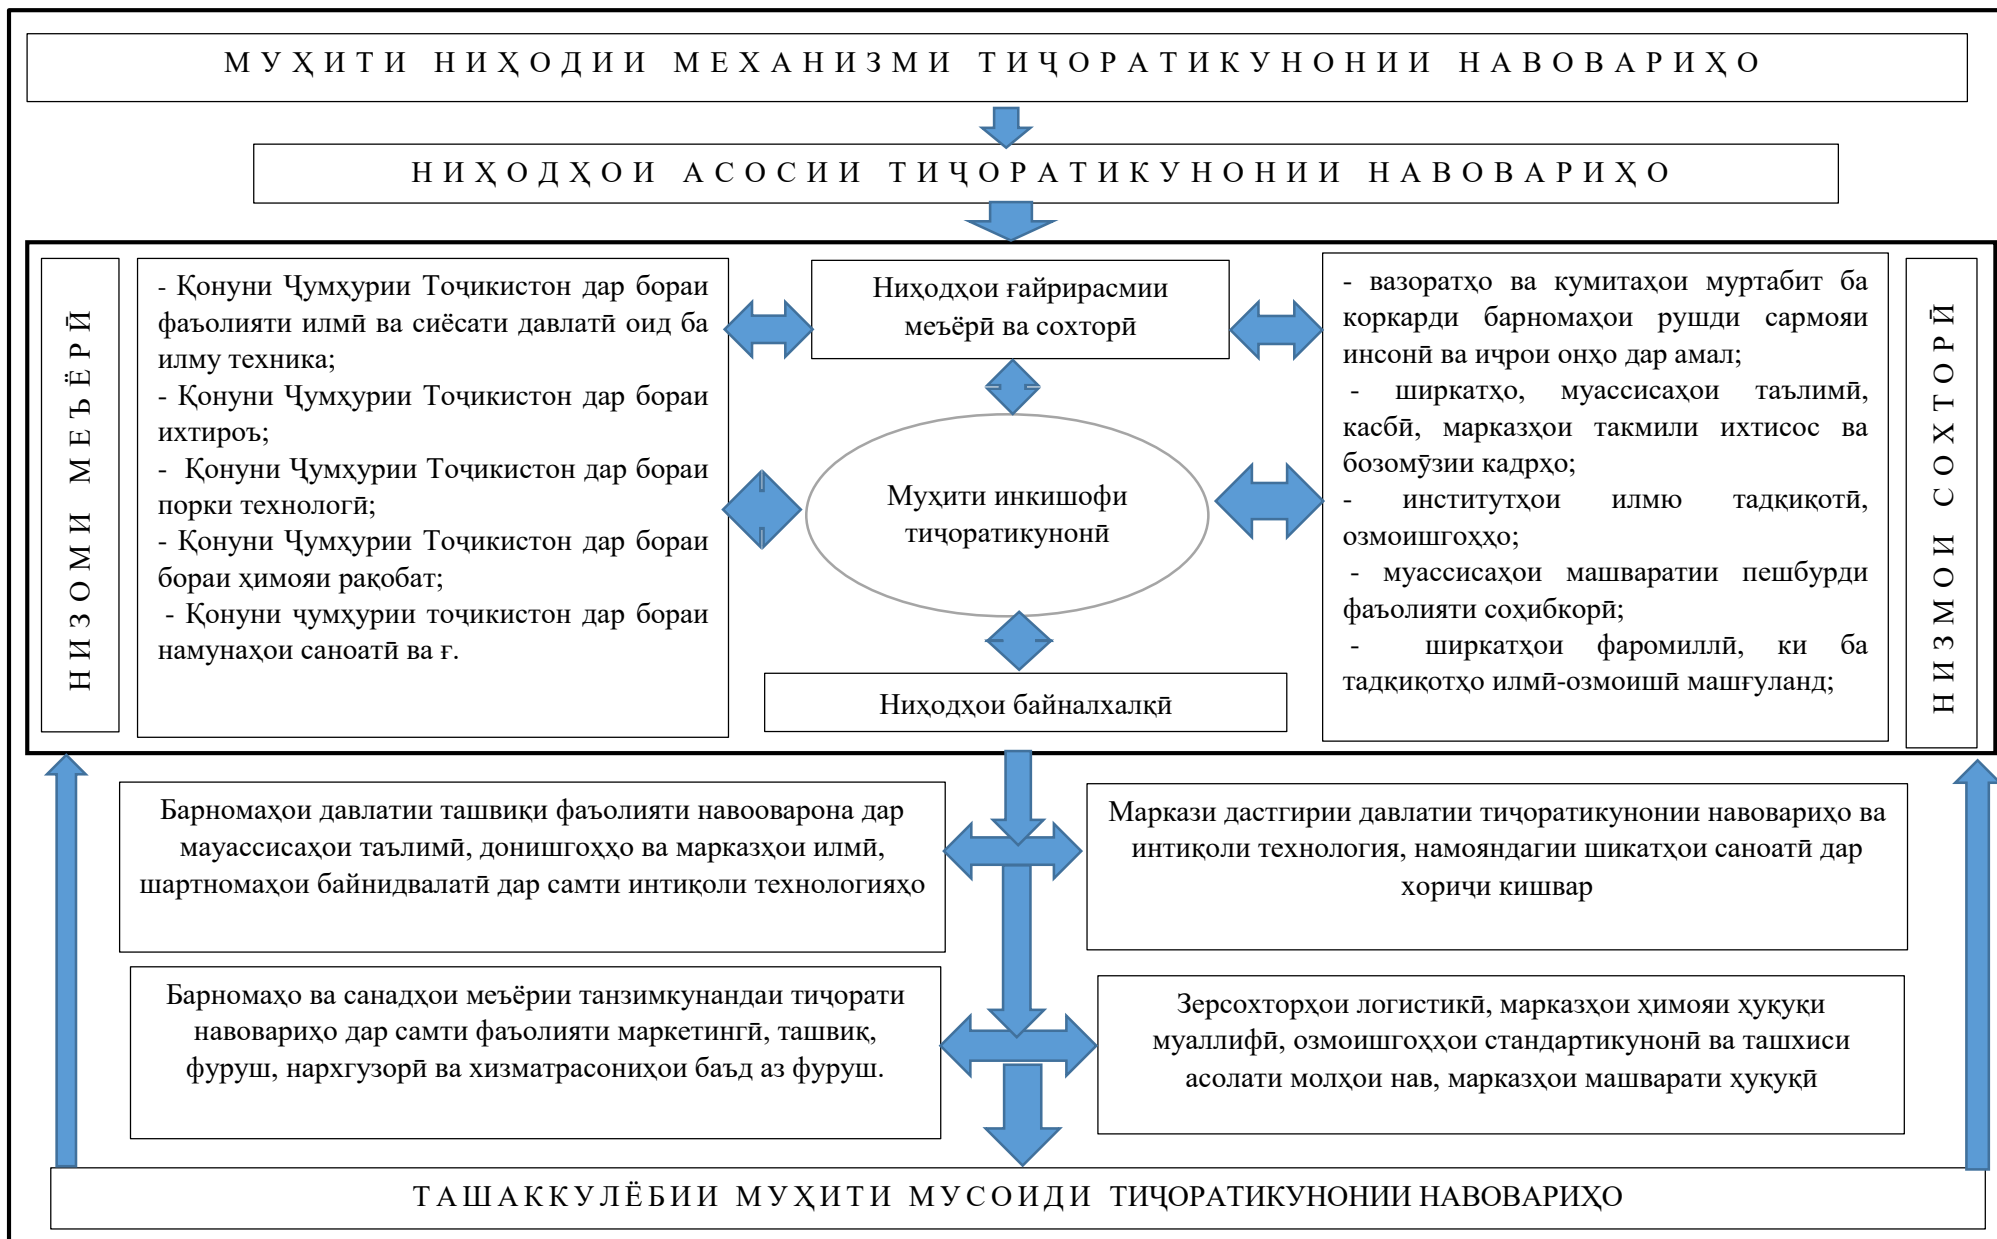 МУҲИТИ НИҲОДИИ МЕХАНИЗМИ ТИҶОРАТИКУНОНИИ НАВОВАРИҲО
НИҲОДҲОИ АСОСИИ ТИҶОРАТИКУНОНИИ НАВОВАРИҲО
НИЗОМИ МЕЪЁРӢ
- Қонуни Ҷумҳурии Тоҷикистон дар бораи
фаъолияти илмӣ ва сиёсати давлатӣ оид ба
илму техника;
- Қонуни Ҷумҳурии Тоҷикистон дар бораи
ихтироъ;
- Қонуни Ҷумҳурии Тоҷикистон дар бораи
порки технологӣ;
- Қонуни Ҷумҳурии Тоҷикистон дар бораи
бораи ҳимояи рақобат;
- Қонуни ҷумҳурии тоҷикистон дар бораи
намунаҳои саноатӣ ва ғ.
Ниҳодҳои ғайрирасмии
меъёрӣ ва сохторӣ
Муҳити инкишофи
тиҷоратикунонӣ
Ниҳодҳои байналхалқӣ
- вазоратҳо ва кумитаҳои муртабит ба
коркарди барномаҳои рушди сармояи
инсонӣ ва иҷрои онҳо дар амал;
- ширкатҳо, муассисаҳои таълимӣ,
касбӣ, марказҳои такмили ихтисос ва
бозомӯзии кадрҳо;
- институтҳои илмю тадқиқотӣ,
озмоишгоҳҳо;
- муассисаҳои машваратии пешбурди
фаъолияти соҳибкорӣ;
- ширкатҳои фаромиллӣ, ки ба
тадқиқотҳо илмӣ-озмоишӣ машғуланд;
НИЗМОИ СОХТОРӢ
Барномаҳои давлатии ташвиқи фаъолияти навооварона дар
мауассисаҳои таълимӣ, донишгоҳҳо ва марказҳои илмӣ,
шартномаҳои байнидвалатӣ дар самти интиқоли технологияҳо
Маркази дастгирии давлатии тиҷоратикунонии навовариҳо ва
интиқоли технология, намояндагии шикатҳои саноатӣ дар
хориҷи кишвар
Барномаҳо ва санадҳои меъёрии танзимкунандаи тиҷорати
навовариҳо дар самти фаъолияти маркетингӣ, ташвиқ,
фуруш, нархгузорӣ ва хизматрасониҳои баъд аз фуруш.
Зерсохторҳои логистикӣ, марказҳои ҳимояи ҳуқуқи
муаллифӣ, озмоишгоҳҳои стандартикунонӣ ва ташхиси
асолати молҳои нав, марказҳои машварати ҳуқуқӣ
ТАШАККУЛЁБИИ МУҲИТИ МУСОИДИ ТИҶОРАТИКУНОНИИ НАВОВАРИҲО